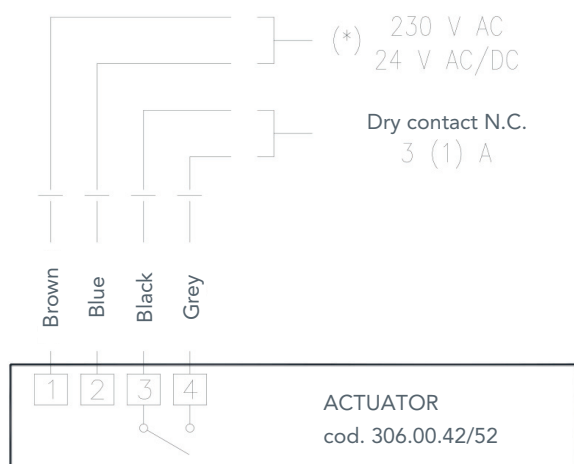 (*) 230 V AC
24 V AC/DC
Dry contact N.C.
3 (1) A
Brown
Blue
Black
Grey
1 2 3 4
ACTUATOR
cod. 306.00.42/52